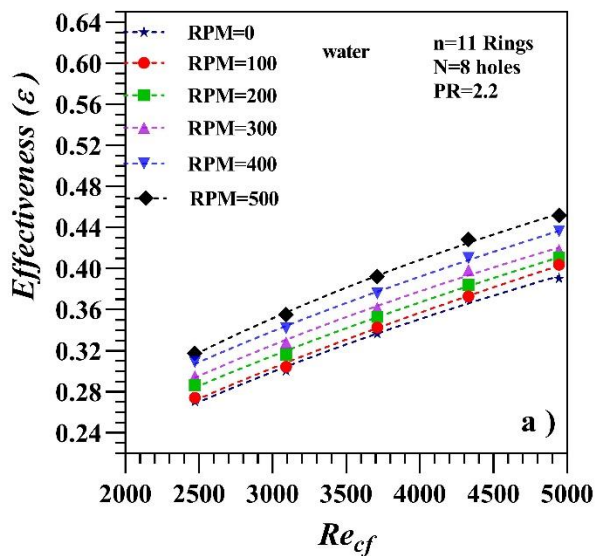 0.64
0.60
0.56
0.52
0.48
0.44
0.40
0.36
0.32
0.28
0.24
Effectiveness (ε)
RPM=0
RPM=100
RPM=200
RPM=300
RPM=400
RPM=500
water
n=11 Rings
N=8 holes
PR=2.2
a )
2000 2500 3000 3500 4000 4500 5000
Re_cf